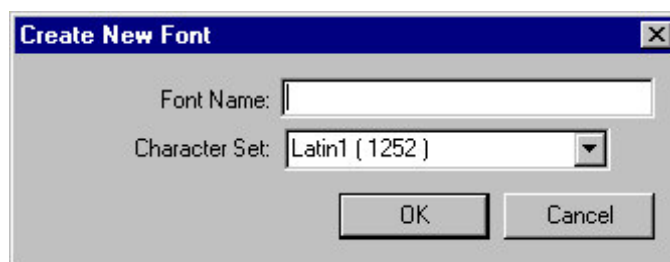 Create New Font
Font Name:
Character Set: Latin1 ( 1252 )
OK Cancel